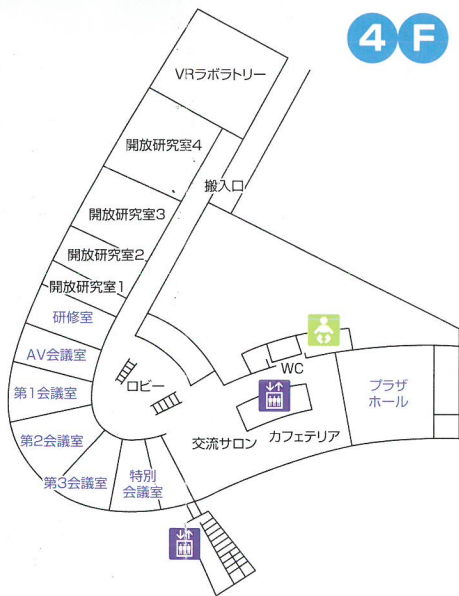 4F
VRラボラトリー
開放研究室4
搬入口
開放研究室3
開放研究室2
開放研究室1
研修室
AV会議室
第1会議室
ロビー
WC
プラザ
ホール
第2会議室
交流サロン
カフェテリア
第3会議室
特別
会議室